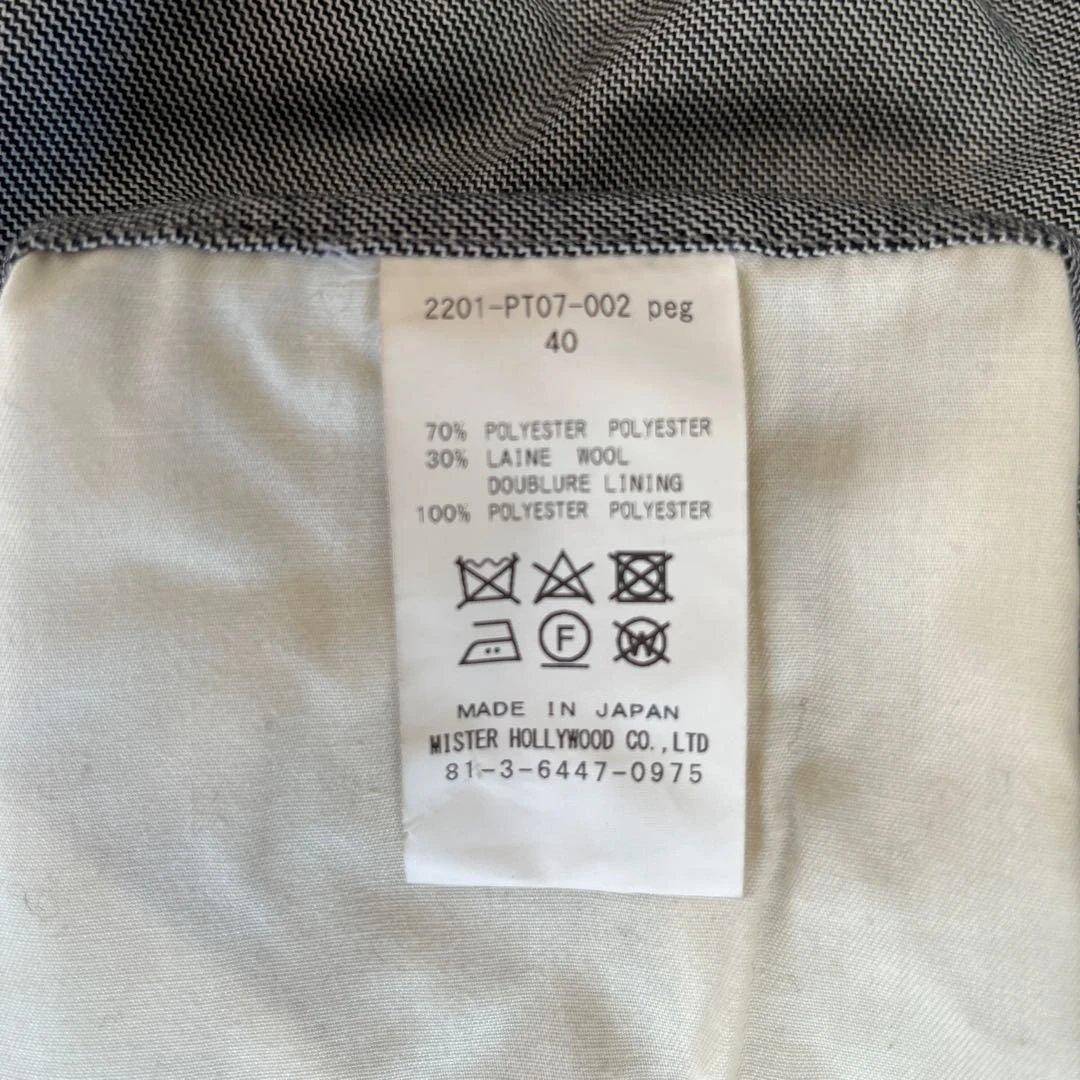 2201-PT07-002 peg
40
70% POLYESTER POLYESTER
30% LAINE WOOL
DOUBLURE LINING
100% POLYESTER POLYESTER
F W
MADE IN JAPAN
MISTER HOLLYWOOD CO.,LTD
81-3-6447-0975